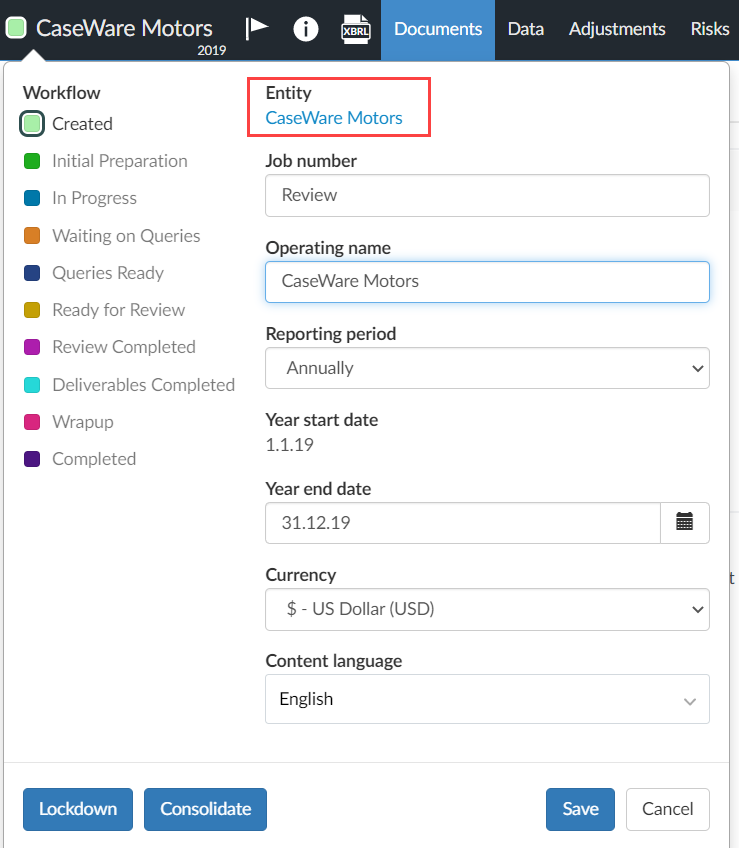 CaseWare Motors
2019
XBRL
Documents
Data
Adjustments
Risks
Workflow
Created
Initial Preparation
In Progress
Waiting on Queries
Queries Ready
Ready for Review
Review Completed
Deliverables Completed
Wrapup
Completed
Entity
CaseWare Motors
Job number
Review
Operating name
CaseWare Motors
Reporting period
Annually
Year start date
1.1.19
Year end date
31.12.19
Currency
$ - US Dollar (USD)
Content language
English
t
Lockdown
Consolidate
Save
Cancel